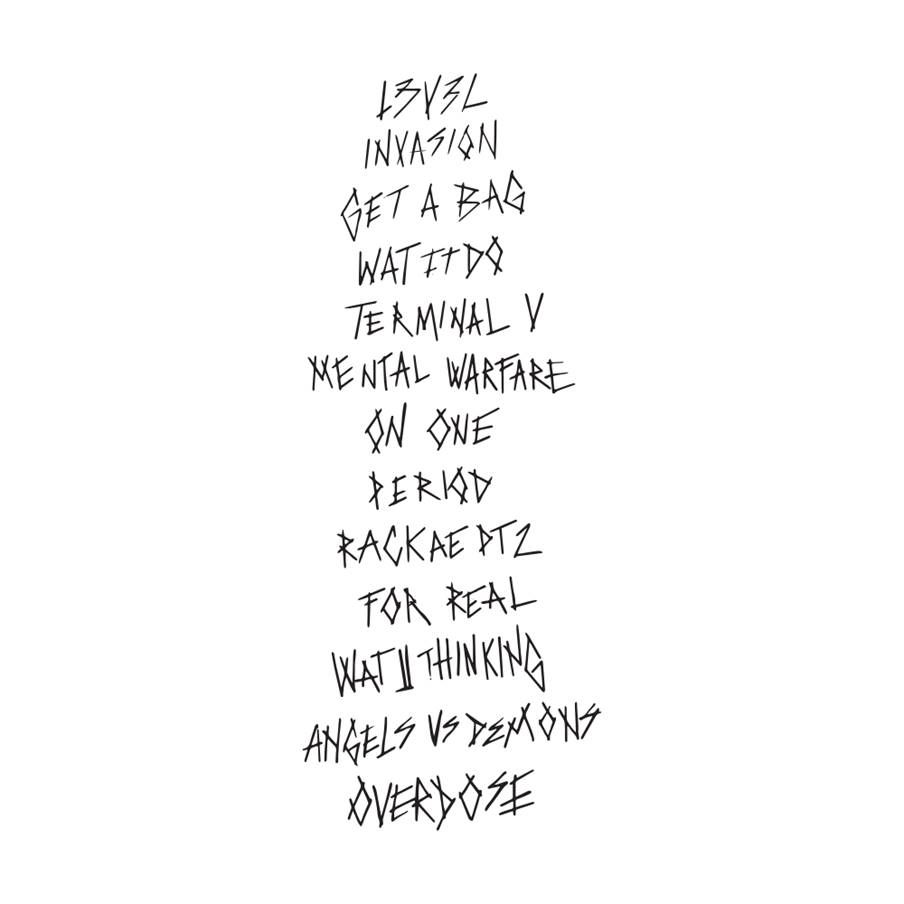 L3V3L
INVASION
GET A BAG
WAT it DO
TERMINAL V
MENTAL WARFARE
ON ONE
PERIOD
RACKAE PT2
FOR REAL
WAT II THINKING
ANGELS VS DEMONS
OVERDOSE